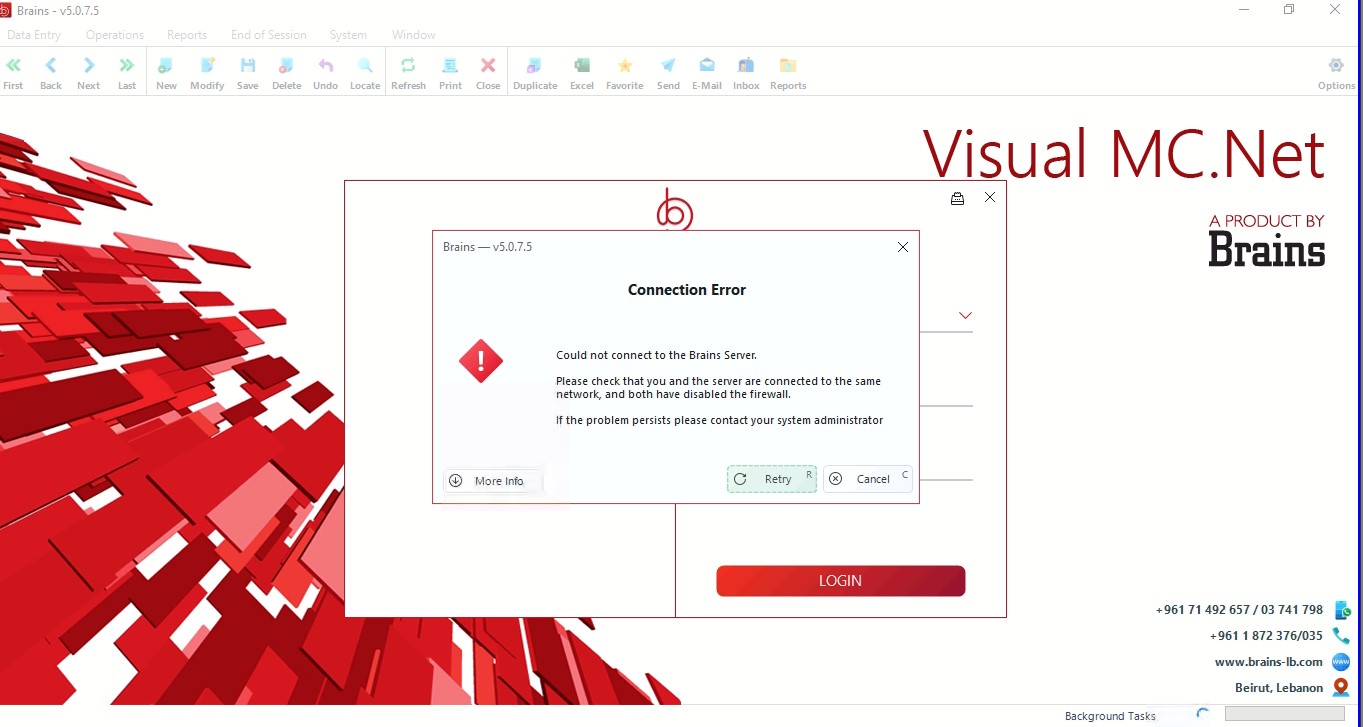 Brains - v5.0.7.5
Data Entry Operations Reports End of Session System Window
First Back Next Last New Modify Save Delete Undo Locate Refresh Print Close Duplicate Excel Favorite Send E-Mail Inbox Reports Options
Visual MC.Net
A PRODUCT BY
Brains
Brains — v5.0.7.5
Connection Error
Could not connect to the Brains Server.
Please check that you and the server are connected to the same
network, and both have disabled the firewall.
If the problem persists please contact your system administrator
More Info
Retry R Cancel C
LOGIN
+961 71 492 657 / 03 741 798
+961 1 872 376/035
www.brains-lb.com
Beirut, Lebanon
Background Tasks